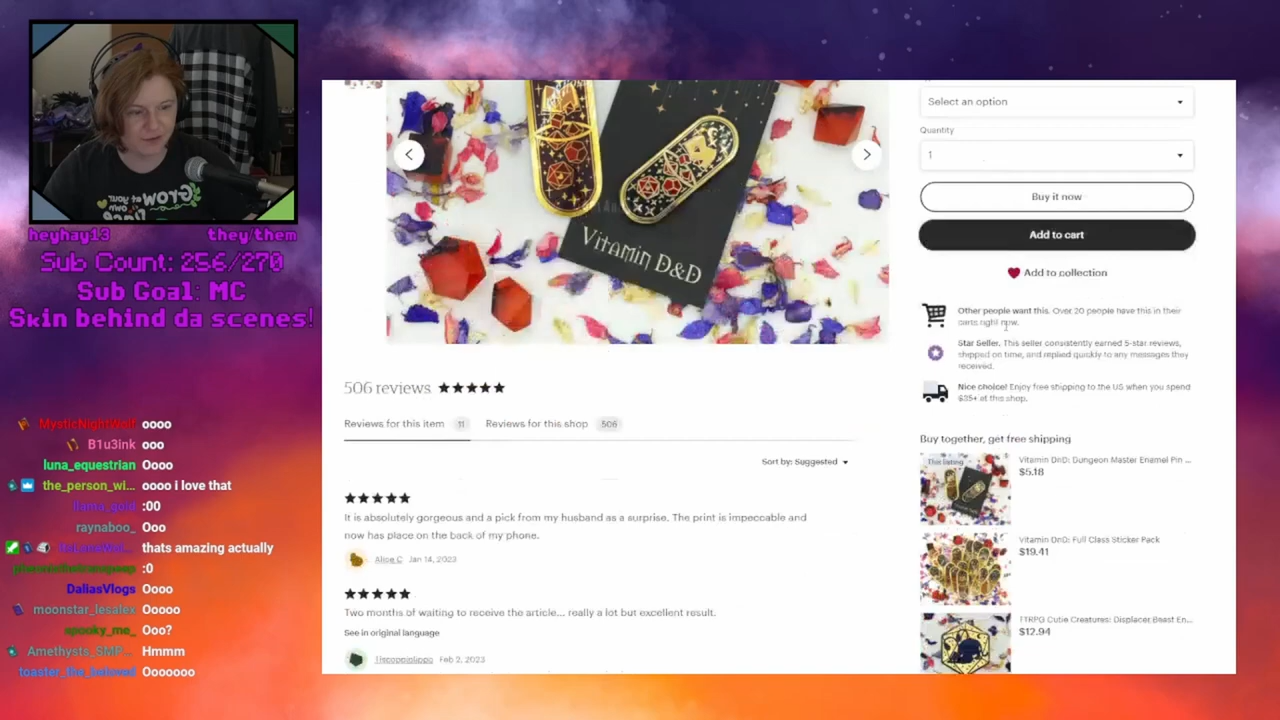 heyhay13 they/them
Sub Count: 256/270
Sub Goal: MC
Skin behind da scenes!
MysticNightWolf oooo
B1u3ink ooo
luna_equestrian Oooo
the_person_wi... oooo i love that
llama_gold :00
raynaboo_ Ooo
thats amazing actually
:0
DaliasVlogs Oooo
moonstar_lesalex Ooooo
spooky_me_ Ooo?
Amethysts_SMP... Hmmm
toaster_the_beloved Ooooooo
Vitamin D&D
Select an option
Quantity
1
Buy it now
Add to cart
Add to collection
Other people want this. Over 20 people have this in their
carts right now.
Star Seller. This seller consistently earned 5-star reviews,
shipped on time, and replied quickly to any messages they
received.
Nice choice! Enjoy free shipping to the US when you spend
$35+ at this shop.
506 reviews
Reviews for this item 11 Reviews for this shop 506
Sort by: Suggested
It is absolutely gorgeous and a pick from my husband as a surprise. The print is impeccable and
now has place on the back of my phone.
Alice C Jan 14, 2023
Two months of waiting to receive the article... really a lot but excellent result.
See in original language
Feb 2, 2023
Buy together, get free shipping
This listing
Vitamin DnD: Dungeon Master Enamel Pin ...
$5.18
Vitamin DnD: Full Class Sticker Pack
$19.41
TTRPG Cutie Creatures: Displacer Beast En...
$12.94